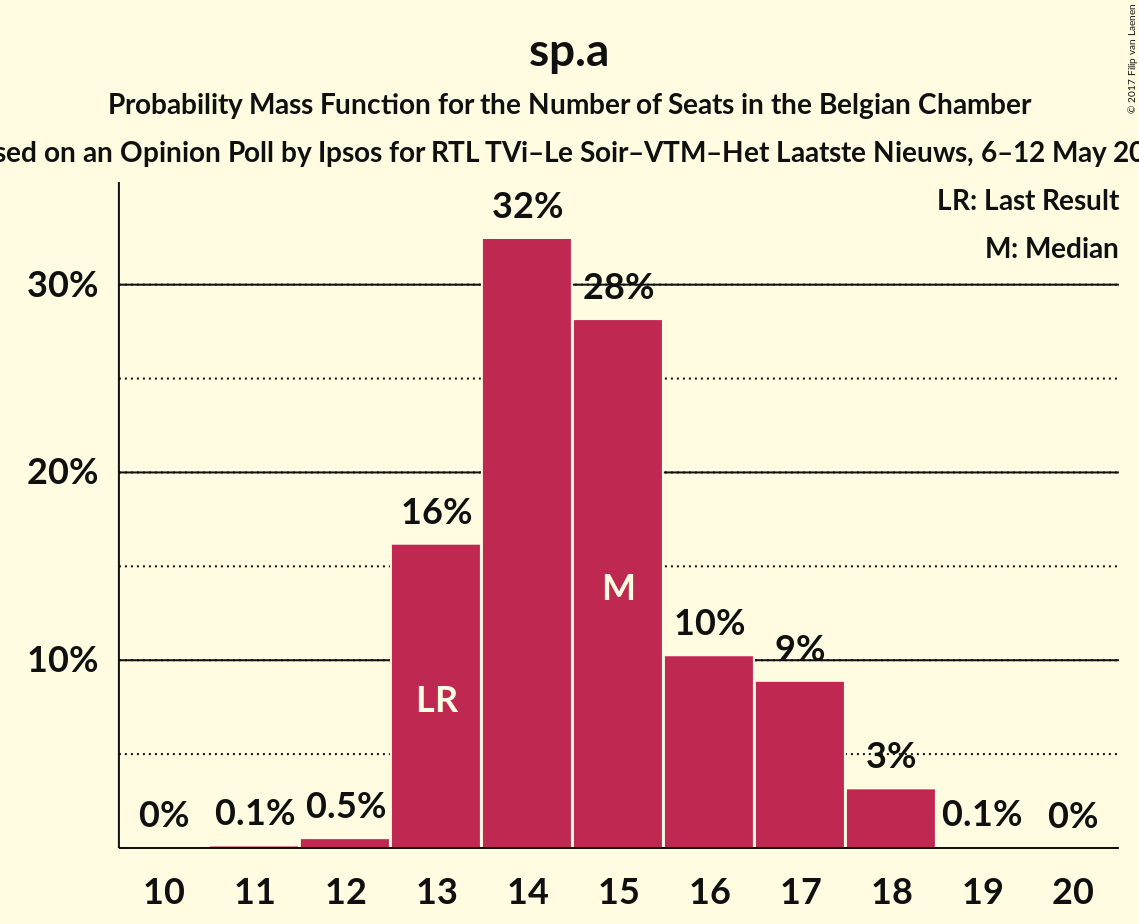 sp.a
Probability Mass Function for the Number of Seats in the Belgian Chamber
on an Opinion Poll by Ipsos for RTL TVi–Le Soir–VTM–Het Laatste Nieuws, 6–12 May
LR: Last Result
M: Median
© 2017 Filip van Laenen
30%
20%
10%
0%
0.1%
0.5%
16%
32%
28%
10%
9%
3%
0.1%
0%
LR
M
10 11 12 13 14 15 16 17 18 19 20